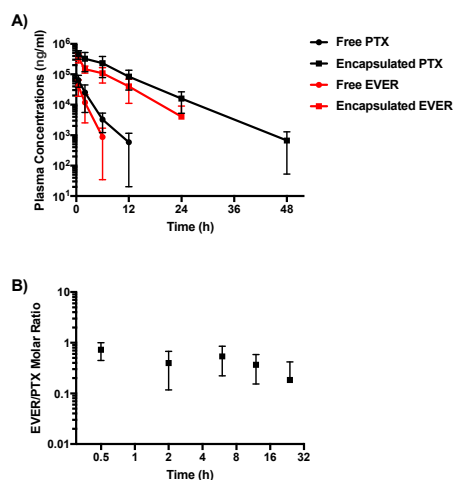 A)
Plasma Concentrations (ng/ml)
10⁶
10⁵
10⁴
10³
10²
10¹
0 12 24 36 48
Time (h)
Free PTX
Encapsulated PTX
Free EVER
Encapsulated EVER
B)
EVER/PTX Molar Ratio
10
1
0.1
0.01
0.5 1 2 4 8 16 32
Time (h)